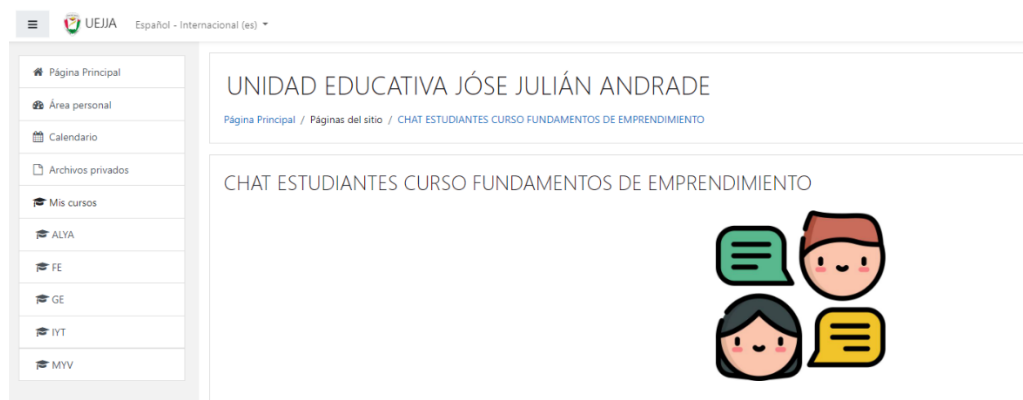 UEJJA Español - Internacional (es)
Página Principal
Área personal
Calendario
Archivos privados
Mis cursos
ALYA
FE
GE
IYT
MYV
UNIDAD EDUCATIVA JÓSE JULIÁN ANDRADE
Página Principal / Páginas del sitio / CHAT ESTUDIANTES CURSO FUNDAMENTOS DE EMPRENDIMIENTO
CHAT ESTUDIANTES CURSO FUNDAMENTOS DE EMPRENDIMIENTO